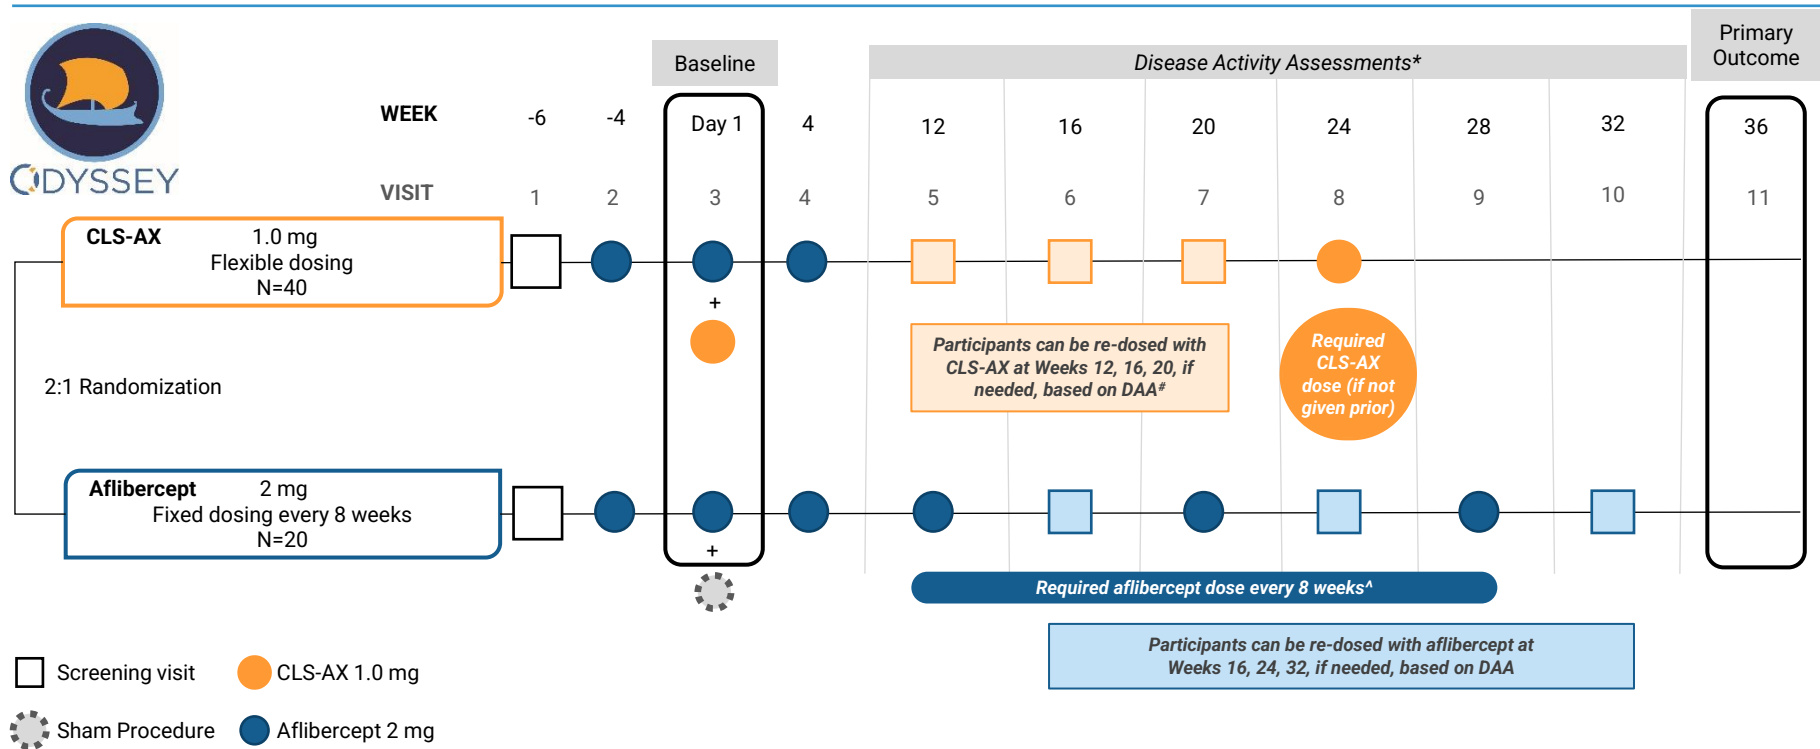 Baseline
Disease Activity Assessments*
Primary
Outcome
WEEK -6 -4 Day 1 4 12 16 20 24 28 32 36
ODYSSEY
VISIT 1 2 3 4 5 6 7 8 9 10 11
CLS-AX 1.0 mg
Flexible dosing
N=40
+
Participants can be re-dosed with
CLS-AX at Weeks 12, 16, 20, if
needed, based on DAA#
Required
CLS-AX
dose (if not
given prior)
2:1 Randomization
Aflibercept 2 mg
Fixed dosing every 8 weeks
N=20
+
Required aflibercept dose every 8 weeks^
Participants can be re-dosed with aflibercept at
Weeks 16, 24, 32, if needed, based on DAA
Screening visit CLS-AX 1.0 mg
Sham Procedure Aflibercept 2 mg